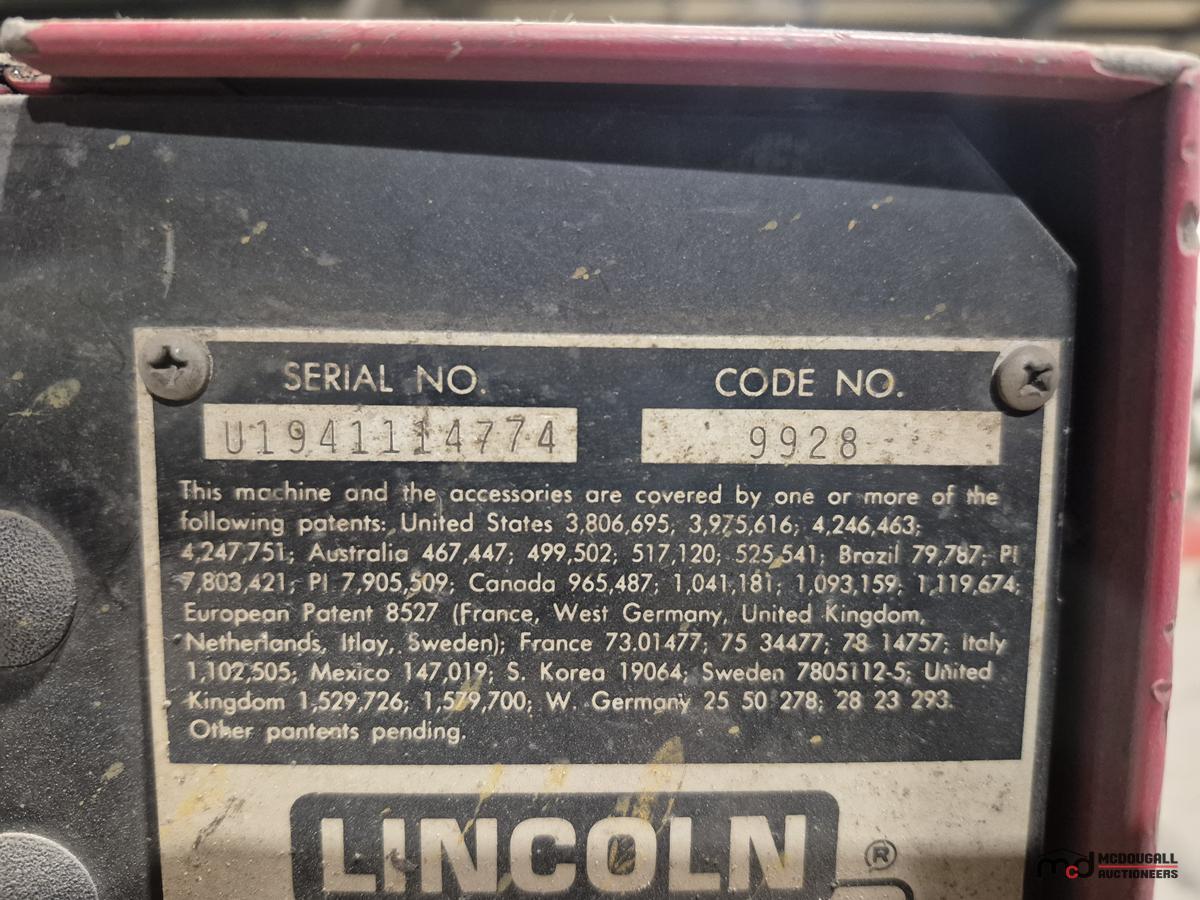 SERIAL NO. CODE NO.
U1941114774 9928
This machine and the accessories are covered by one or more of the
following patents: United States 3,806,695; 3,975,616; 4,246,463;
4,247,751; Australia 467,447; 499,502; 517,120; 525,541; Brazil 79,787; PI
7,803,421; PI 7,905,509; Canada 965,487; 1,041,181; 1,093,159; 1,119,674;
European Patent 8527 (France, West Germany, United Kingdom,
Netherlands, Itlay, Sweden); France 73.01477; 75 34477; 78 14757; Italy
1,102,505; Mexico 147,019; S. Korea 19064; Sweden 7805112-5; United
Kingdom 1,529,726; 1,579,700; W. Germany 25 50 278; 28 23 293.
Other pantents pending.
LINCOLN ®
mcd MCDOUGALL
AUCTIONEERS